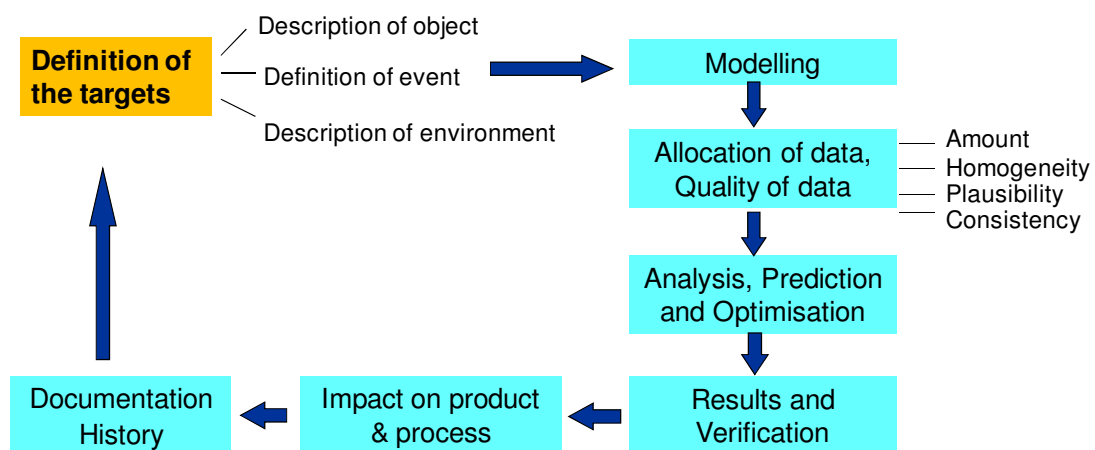 Definition of
the targets
Description of object
Definition of event
Description of environment
Modelling
Allocation of data,
Quality of data
Amount
Homogeneity
Plausibility
Consistency
Analysis, Prediction
and Optimisation
Results and
Verification
Impact on product
& process
Documentation
History